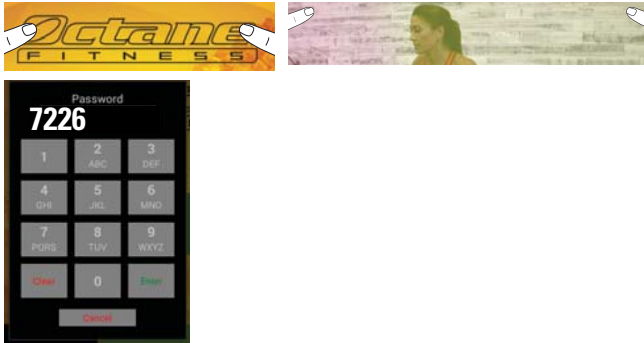 Octane
FITNESS
Password
7226
1
2
ABC
3
DEF
4
GHI
5
JKL
6
MNO
7
PQRS
8
TUV
9
WXYZ
Clear
0
Enter
Cancel